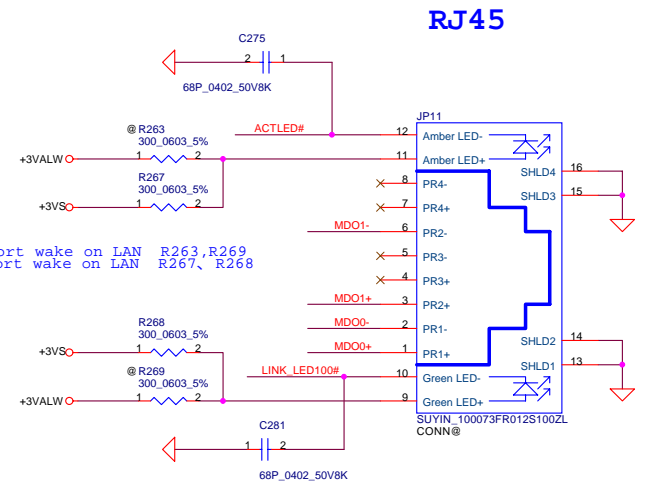 RJ45
C275
2 1
68P_0402_50V8K
JP11
@ R263
300_0603_5%
ACTLED#
12 Amber LED-
+3VALW
1 2
11 Amber LED+
R267
300_0603_5%
+3VS
1 2
SHLD4 16
8 PR4-
SHLD3 15
7 PR4+
MDO1-
6 PR2-
ort wake on LAN R263,R269
ort wake on LAN R267、R268
5 PR3-
4 PR3+
MDO1+
3 PR2+
R268
300_0603_5%
MDO0-
2 PR1-
SHLD2 14
+3VS
1 2
MDO0+
1 PR1+
SHLD1 13
@ R269
300_0603_5%
LINK_LED100#
10 Green LED-
+3VALW
1 2
9 Green LED+
SUYIN_100073FR012S100ZL
CONN@
C281
1 2
68P_0402_50V8K